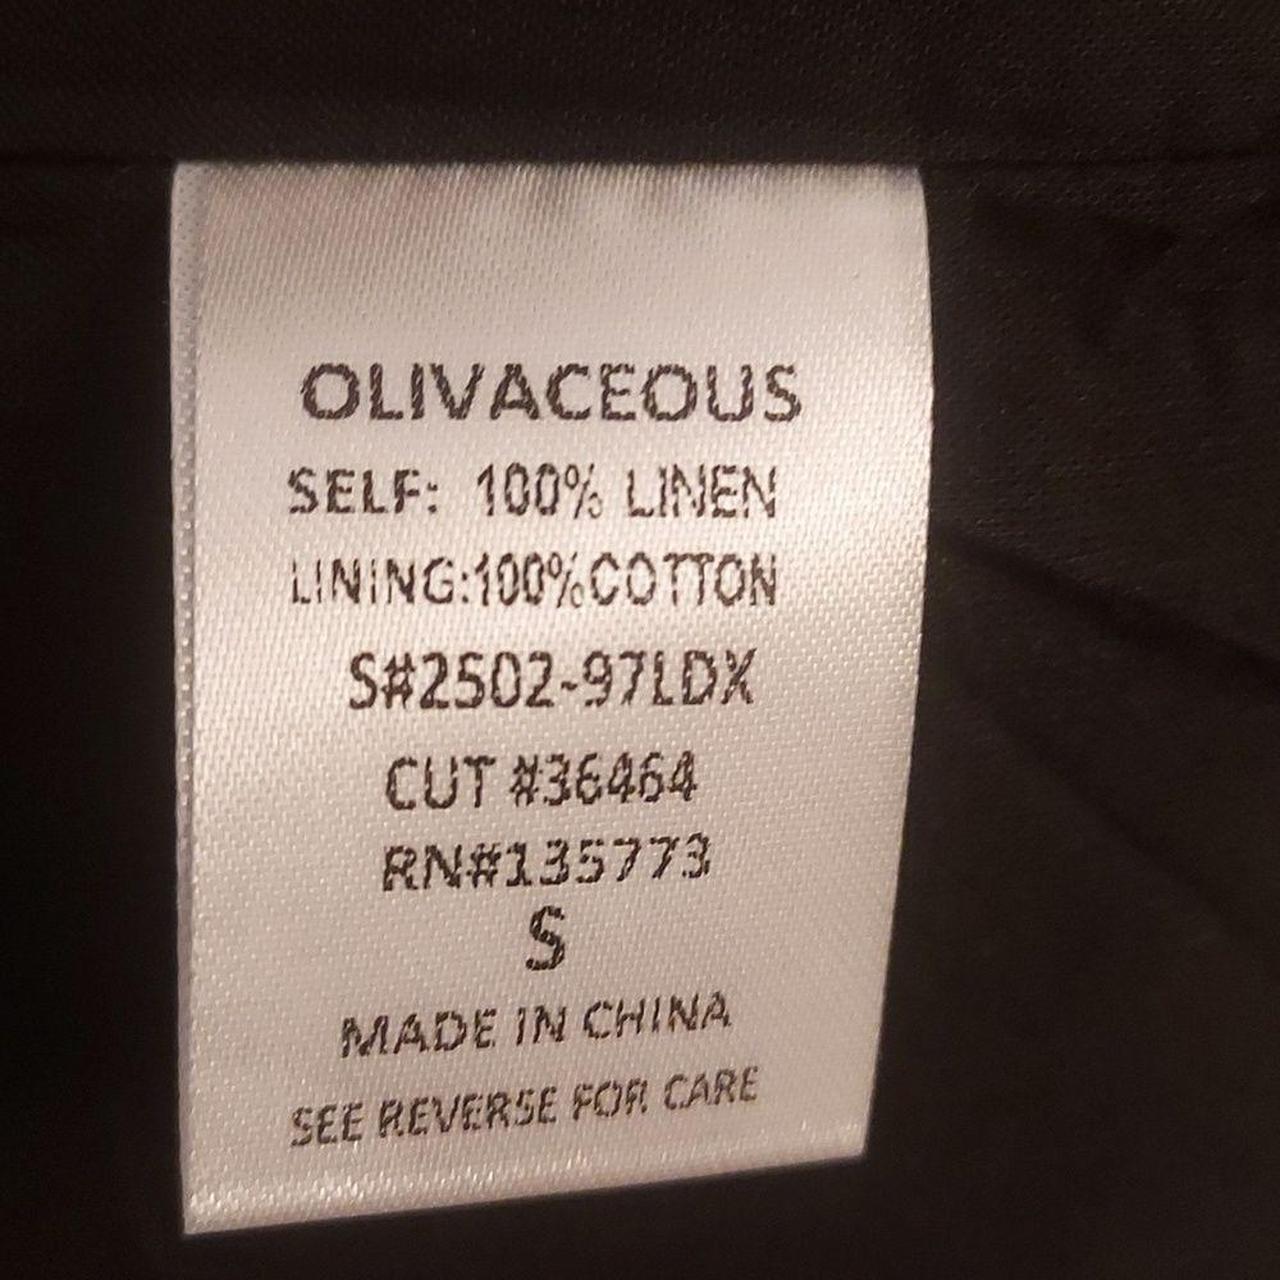 OLIVACEOUS
SELF: 100% LINEN
LINING:100%COTTON
S#2502-97LDX
CUT #36464
RN#135773
S
MADE IN CHINA
SEE REVERSE FOR CARE